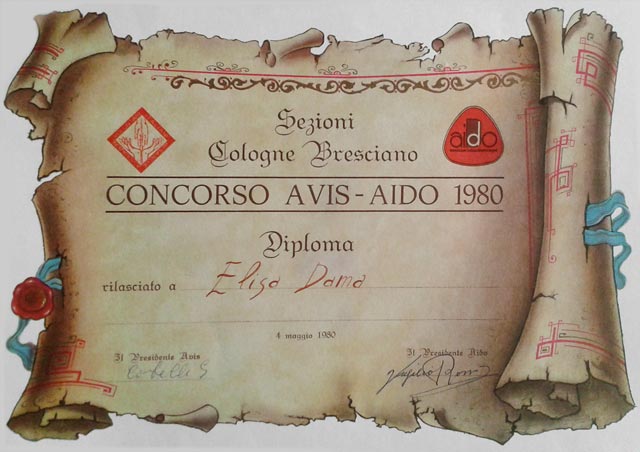 Sezioni
aido
Cologne Bresciano
CONCORSO AVIS-AIDO 1980
Diploma
rilasciato a Elisa Dama
4 maggio 1980
Il Presidente Avis
Il Presidente Aido